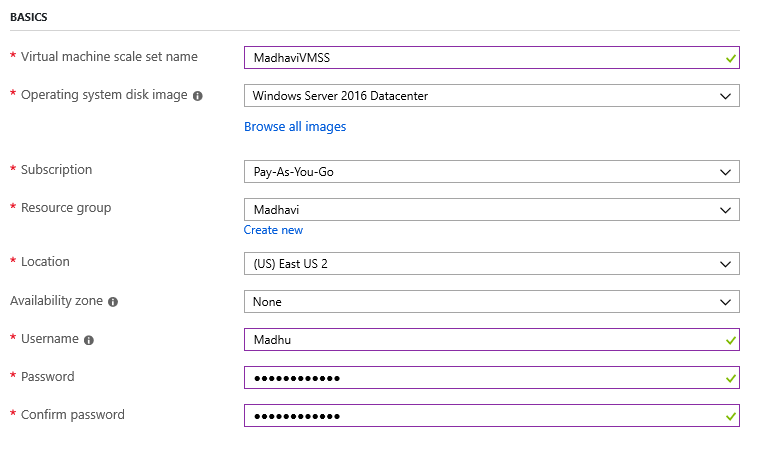 BASICS
* Virtual machine scale set name MadhaviVMSS
* Operating system disk image Windows Server 2016 Datacenter
Browse all images
* Subscription Pay-As-You-Go
* Resource group Madhavi
Create new
* Location (US) East US 2
Availability zone None
* Username Madhu
* Password ●●●●●●●●●●●●
* Confirm password ●●●●●●●●●●●●